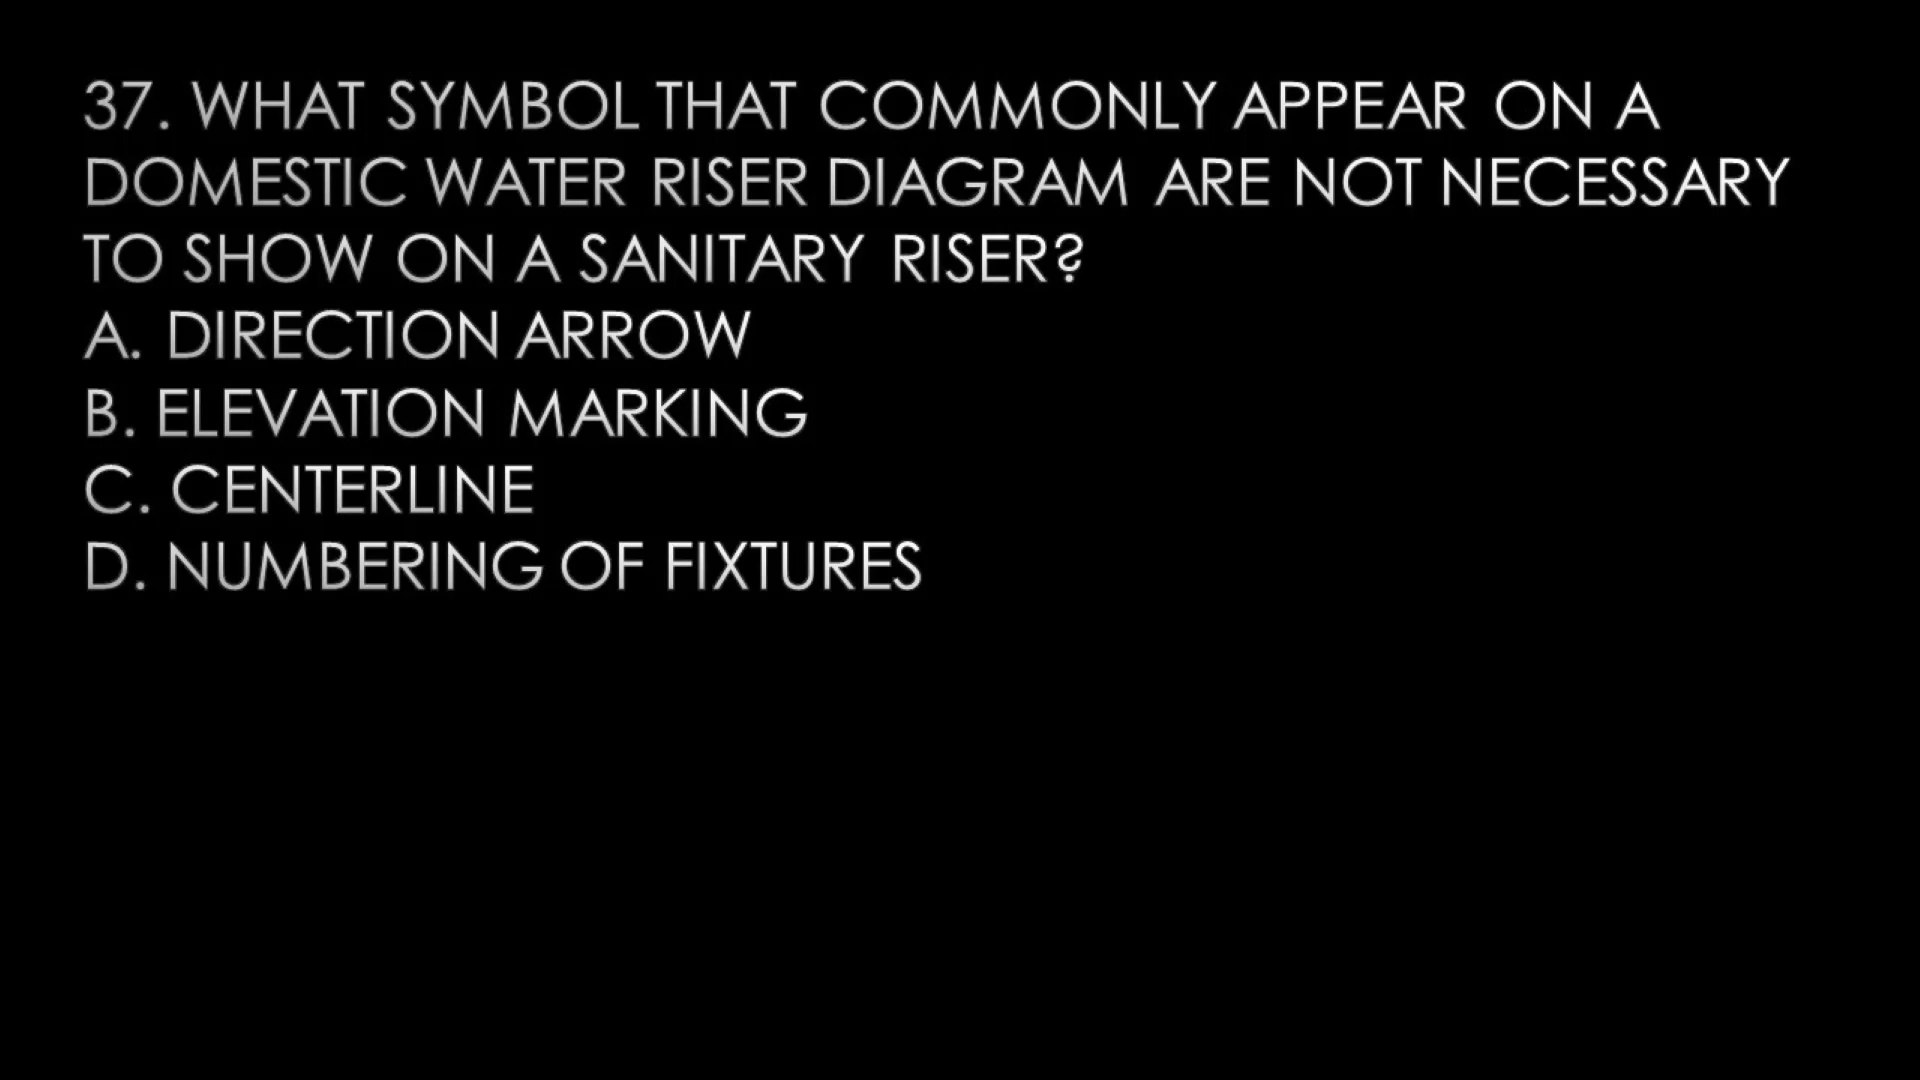 37. WHAT SYMBOL THAT COMMONLY APPEAR ON A
DOMESTIC WATER RISER DIAGRAM ARE NOT NECESSARY
TO SHOW ON A SANITARY RISER?
A. DIRECTION ARROW
B. ELEVATION MARKING
C. CENTERLINE
D. NUMBERING OF FIXTURES